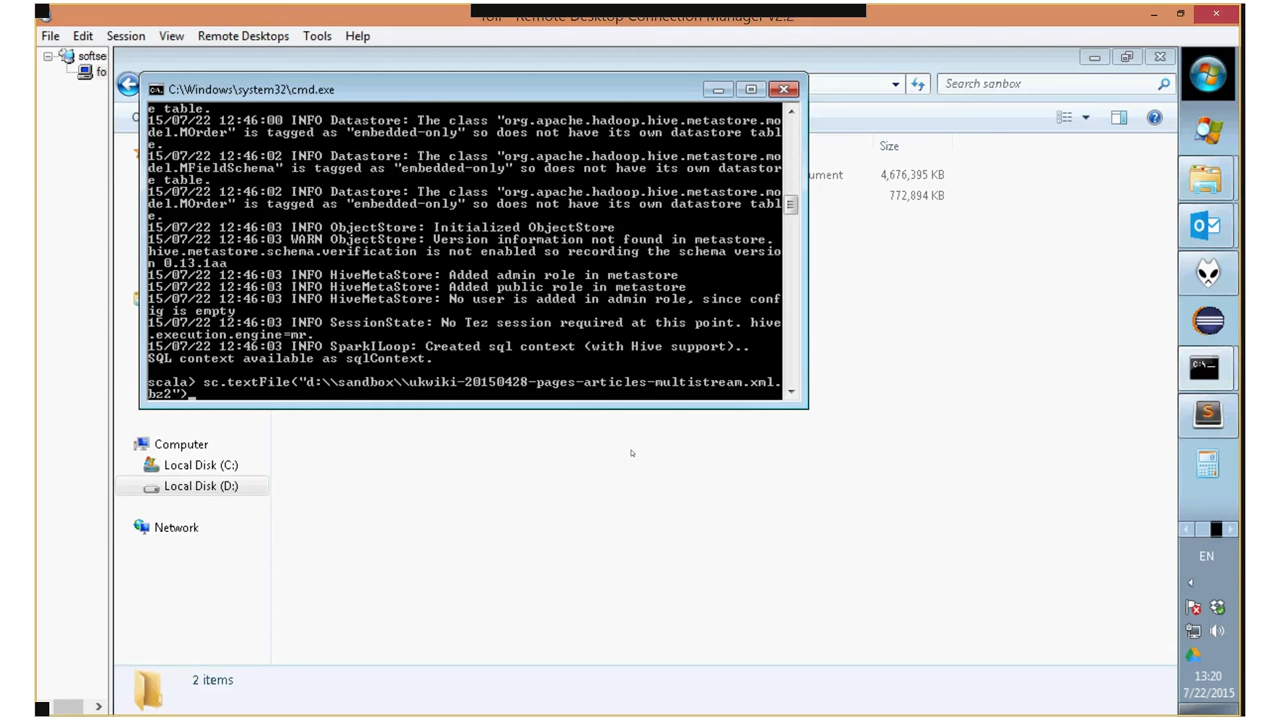 Remote Desktop Connection Manager v2.2
File Edit Session View Remote Desktops Tools Help
softse
fo
Search sanbox
C:\Windows\system32\cmd.exe
e table.
15/07/22 12:46:00 INFO Datastore: The class "org.apache.hadoop.hive.metastore.mo
del.MOrder" is tagged as "embedded-only" so does not have its own datastore tabl
e.
15/07/22 12:46:02 INFO Datastore: The class "org.apache.hadoop.hive.metastore.mo
del.MFieldSchema" is tagged as "embedded-only" so does not have its own datastor
e table.
15/07/22 12:46:02 INFO Datastore: The class "org.apache.hadoop.hive.metastore.mo
del.MOrder" is tagged as "embedded-only" so does not have its own datastore tabl
e.
15/07/22 12:46:03 INFO ObjectStore: Initialized ObjectStore
15/07/22 12:46:03 WARN ObjectStore: Version information not found in metastore.
hive.metastore.schema.verification is not enabled so recording the schema versio
n 0.13.1aa
15/07/22 12:46:03 INFO HiveMetaStore: Added admin role in metastore
15/07/22 12:46:03 INFO HiveMetaStore: Added public role in metastore
15/07/22 12:46:03 INFO HiveMetaStore: No user is added in admin role, since conf
ig is empty
15/07/22 12:46:03 INFO SessionState: No Tez session required at this point. hive
.execution.engine=mr.
15/07/22 12:46:03 INFO SparkILoop: Created sql context (with Hive support)..
SQL context available as sqlContext.
scala> sc.textFile("d:\\sandbox\\ukwiki-20150428-pages-articles-multistream.xml.
bz2")
Size
ument 4,676,395 KB
772,894 KB
Computer
Local Disk (C:)
Local Disk (D:)
Network
2 items
EN
13:20
7/22/2015